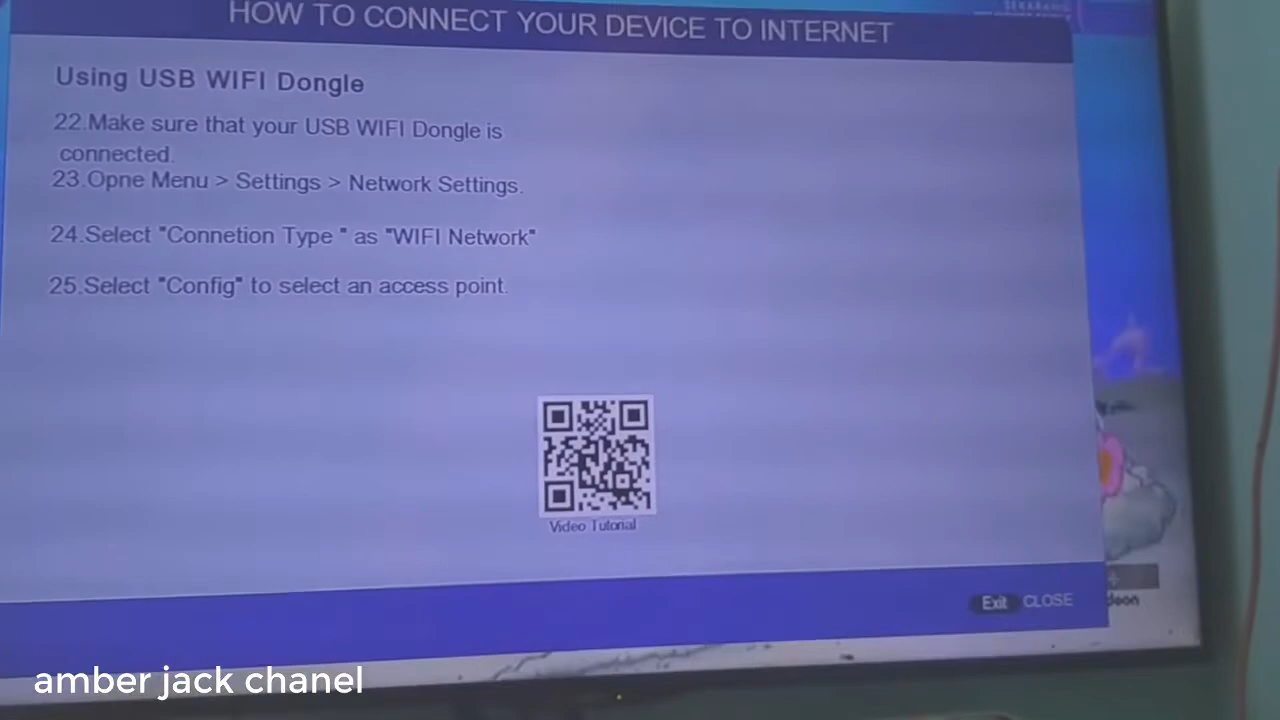 SEKARANG
HOW TO CONNECT YOUR DEVICE TO INTERNET
Using USB WIFI Dongle
22.Make sure that your USB WIFI Dongle is
connected.
23.Opne Menu > Settings > Network Settings.
24.Select "Connetion Type " as "WIFI Network"
25.Select "Config" to select an access point.
Video Tutorial
Exit CLOSE
amber jack chanel